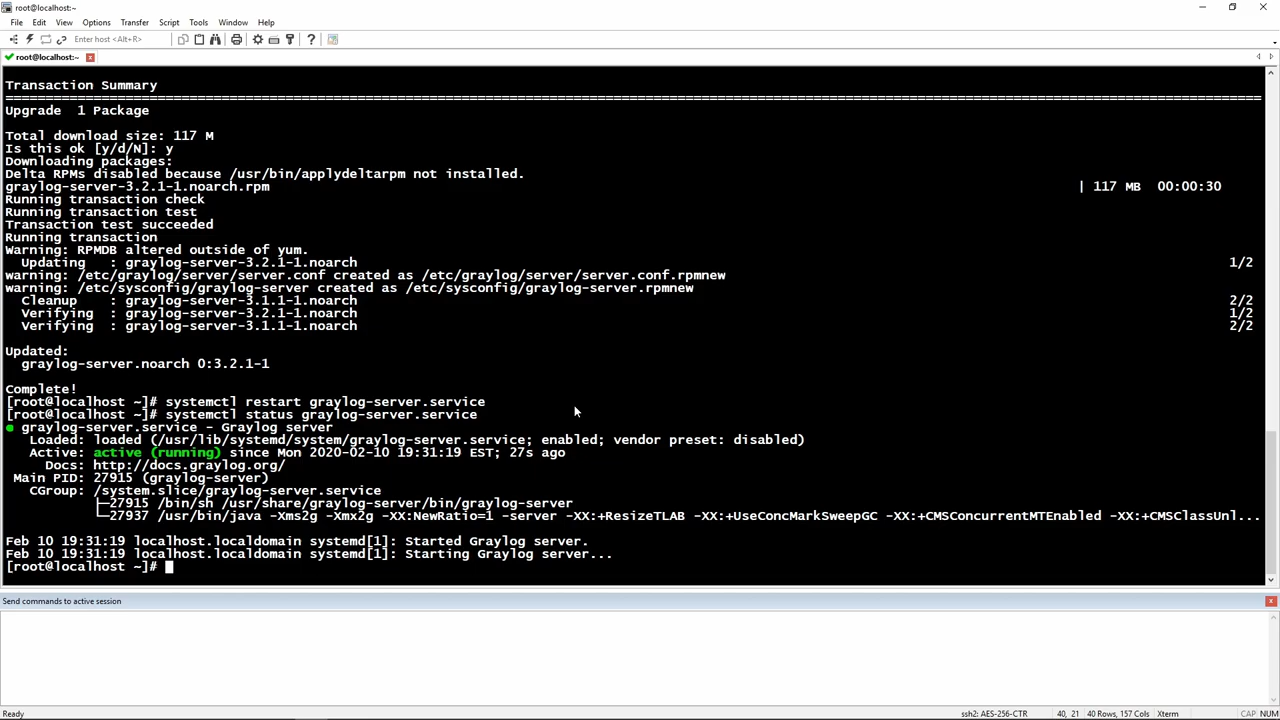 root@localhost:~
File Edit View Options Transfer Script Tools Window Help
Enter host <Alt+R>
root@localhost:~
Transaction Summary
================================================================================
Upgrade  1 Package
Total download size: 117 M
Is this ok [y/d/N]: y
Downloading packages:
Delta RPMs disabled because /usr/bin/applydeltarpm not installed.
graylog-server-3.2.1-1.noarch.rpm | 117 MB  00:00:30
Running transaction check
Running transaction test
Transaction test succeeded
Running transaction
Warning: RPMDB altered outside of yum.
  Updating   : graylog-server-3.2.1-1.noarch 1/2
warning: /etc/graylog/server/server.conf created as /etc/graylog/server/server.conf.rpmnew
warning: /etc/sysconfig/graylog-server created as /etc/sysconfig/graylog-server.rpmnew
  Cleanup    : graylog-server-3.1.1-1.noarch 2/2
  Verifying  : graylog-server-3.2.1-1.noarch 1/2
  Verifying  : graylog-server-3.1.1-1.noarch 2/2
Updated:
  graylog-server.noarch 0:3.2.1-1
Complete!
[root@localhost ~]# systemctl restart graylog-server.service
[root@localhost ~]# systemctl status graylog-server.service
● graylog-server.service - Graylog server
   Loaded: loaded (/usr/lib/systemd/system/graylog-server.service; enabled; vendor preset: disabled)
   Active: active (running) since Mon 2020-02-10 19:31:19 EST; 27s ago
     Docs: http://docs.graylog.org/
 Main PID: 27915 (graylog-server)
   CGroup: /system.slice/graylog-server.service
           ├─27915 /bin/sh /usr/share/graylog-server/bin/graylog-server
           └─27937 /usr/bin/java -Xms2g -Xmx2g -XX:NewRatio=1 -server -XX:+ResizeTLAB -XX:+UseConcMarkSweepGC -XX:+CMSConcurrentMTEnabled -XX:+CMSClassUnl...
Feb 10 19:31:19 localhost.localdomain systemd[1]: Started Graylog server.
Feb 10 19:31:19 localhost.localdomain systemd[1]: Starting Graylog server...
[root@localhost ~]#
Send commands to active session
Ready ssh2: AES-256-CTR 40, 21 40 Rows, 157 Cols Xterm CAP NUM